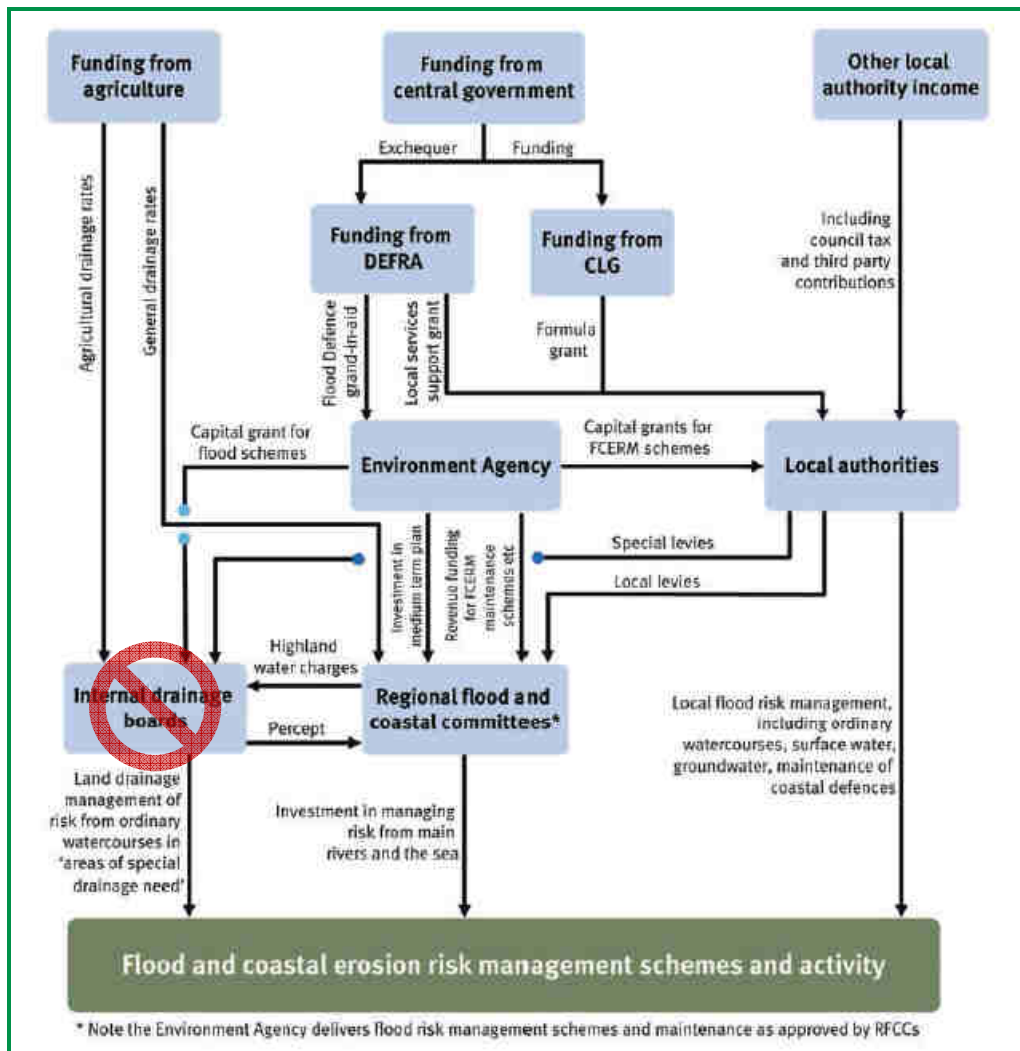 Funding from
agriculture
Funding from
central government
Other local
authority income
Exchequer
Funding
Agricultural drainage rates
General drainage rates
Funding from
DEFRA
Funding from
CLG
Including
council tax
and third party
contributions
Flood Defence
grand-in-aid
Local services
support grant
Formula
grant
Capital grant for
flood schemes
Environment Agency
Capital grants for
FCERM schemes
Local authorities
Investment in
medium term plan
Revenue funding
for FCERM
maintenance
schemes etc
Special levies
Local levies
Highland
water charges
Internal drainage
boards
Regional flood and
coastal committees*
Percept
Land drainage
management of
risk from ordinary
watercourses in
'areas of special
drainage need'
Investment in managing
risk from main
rivers and the sea
Local flood risk management,
including ordinary
watercourses, surface water,
groundwater, maintenance of
coastal defences
Flood and coastal erosion risk management schemes and activity
* Note the Environment Agency delivers flood risk management schemes and maintenance as approved by RFCCs